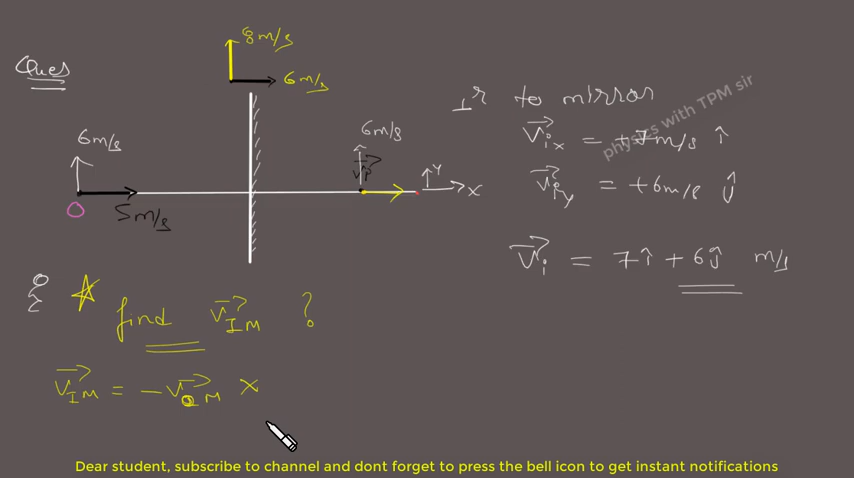 Ques
8m/s
6m/s
6m/s
O
5m/s
6m/s
Y
X
⊥r to mirror
V⃗ix = +7m/s î
V⃗iy = +6m/s ĵ
V⃗i = 7î + 6ĵ m/s
physics with TPM sir
find V⃗IM ?
V⃗IM = - V⃗OM ×
Dear student, subscribe to channel and dont forget to press the bell icon to get instant notifications